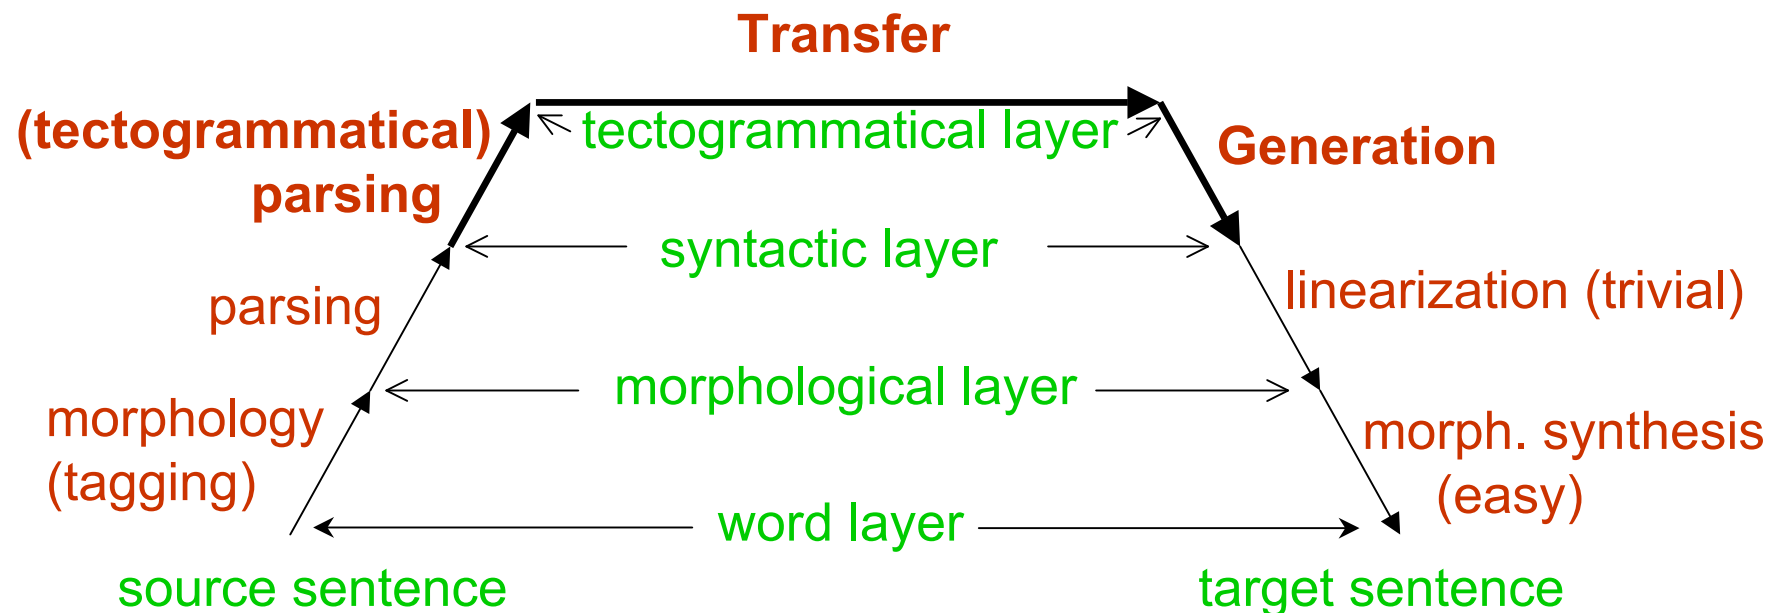 Transfer
(tectogrammatical)
parsing
tectogrammatical layer
Generation
syntactic layer
parsing
linearization (trivial)
morphological layer
morphology
(tagging)
morph. synthesis
(easy)
word layer
source sentence
target sentence